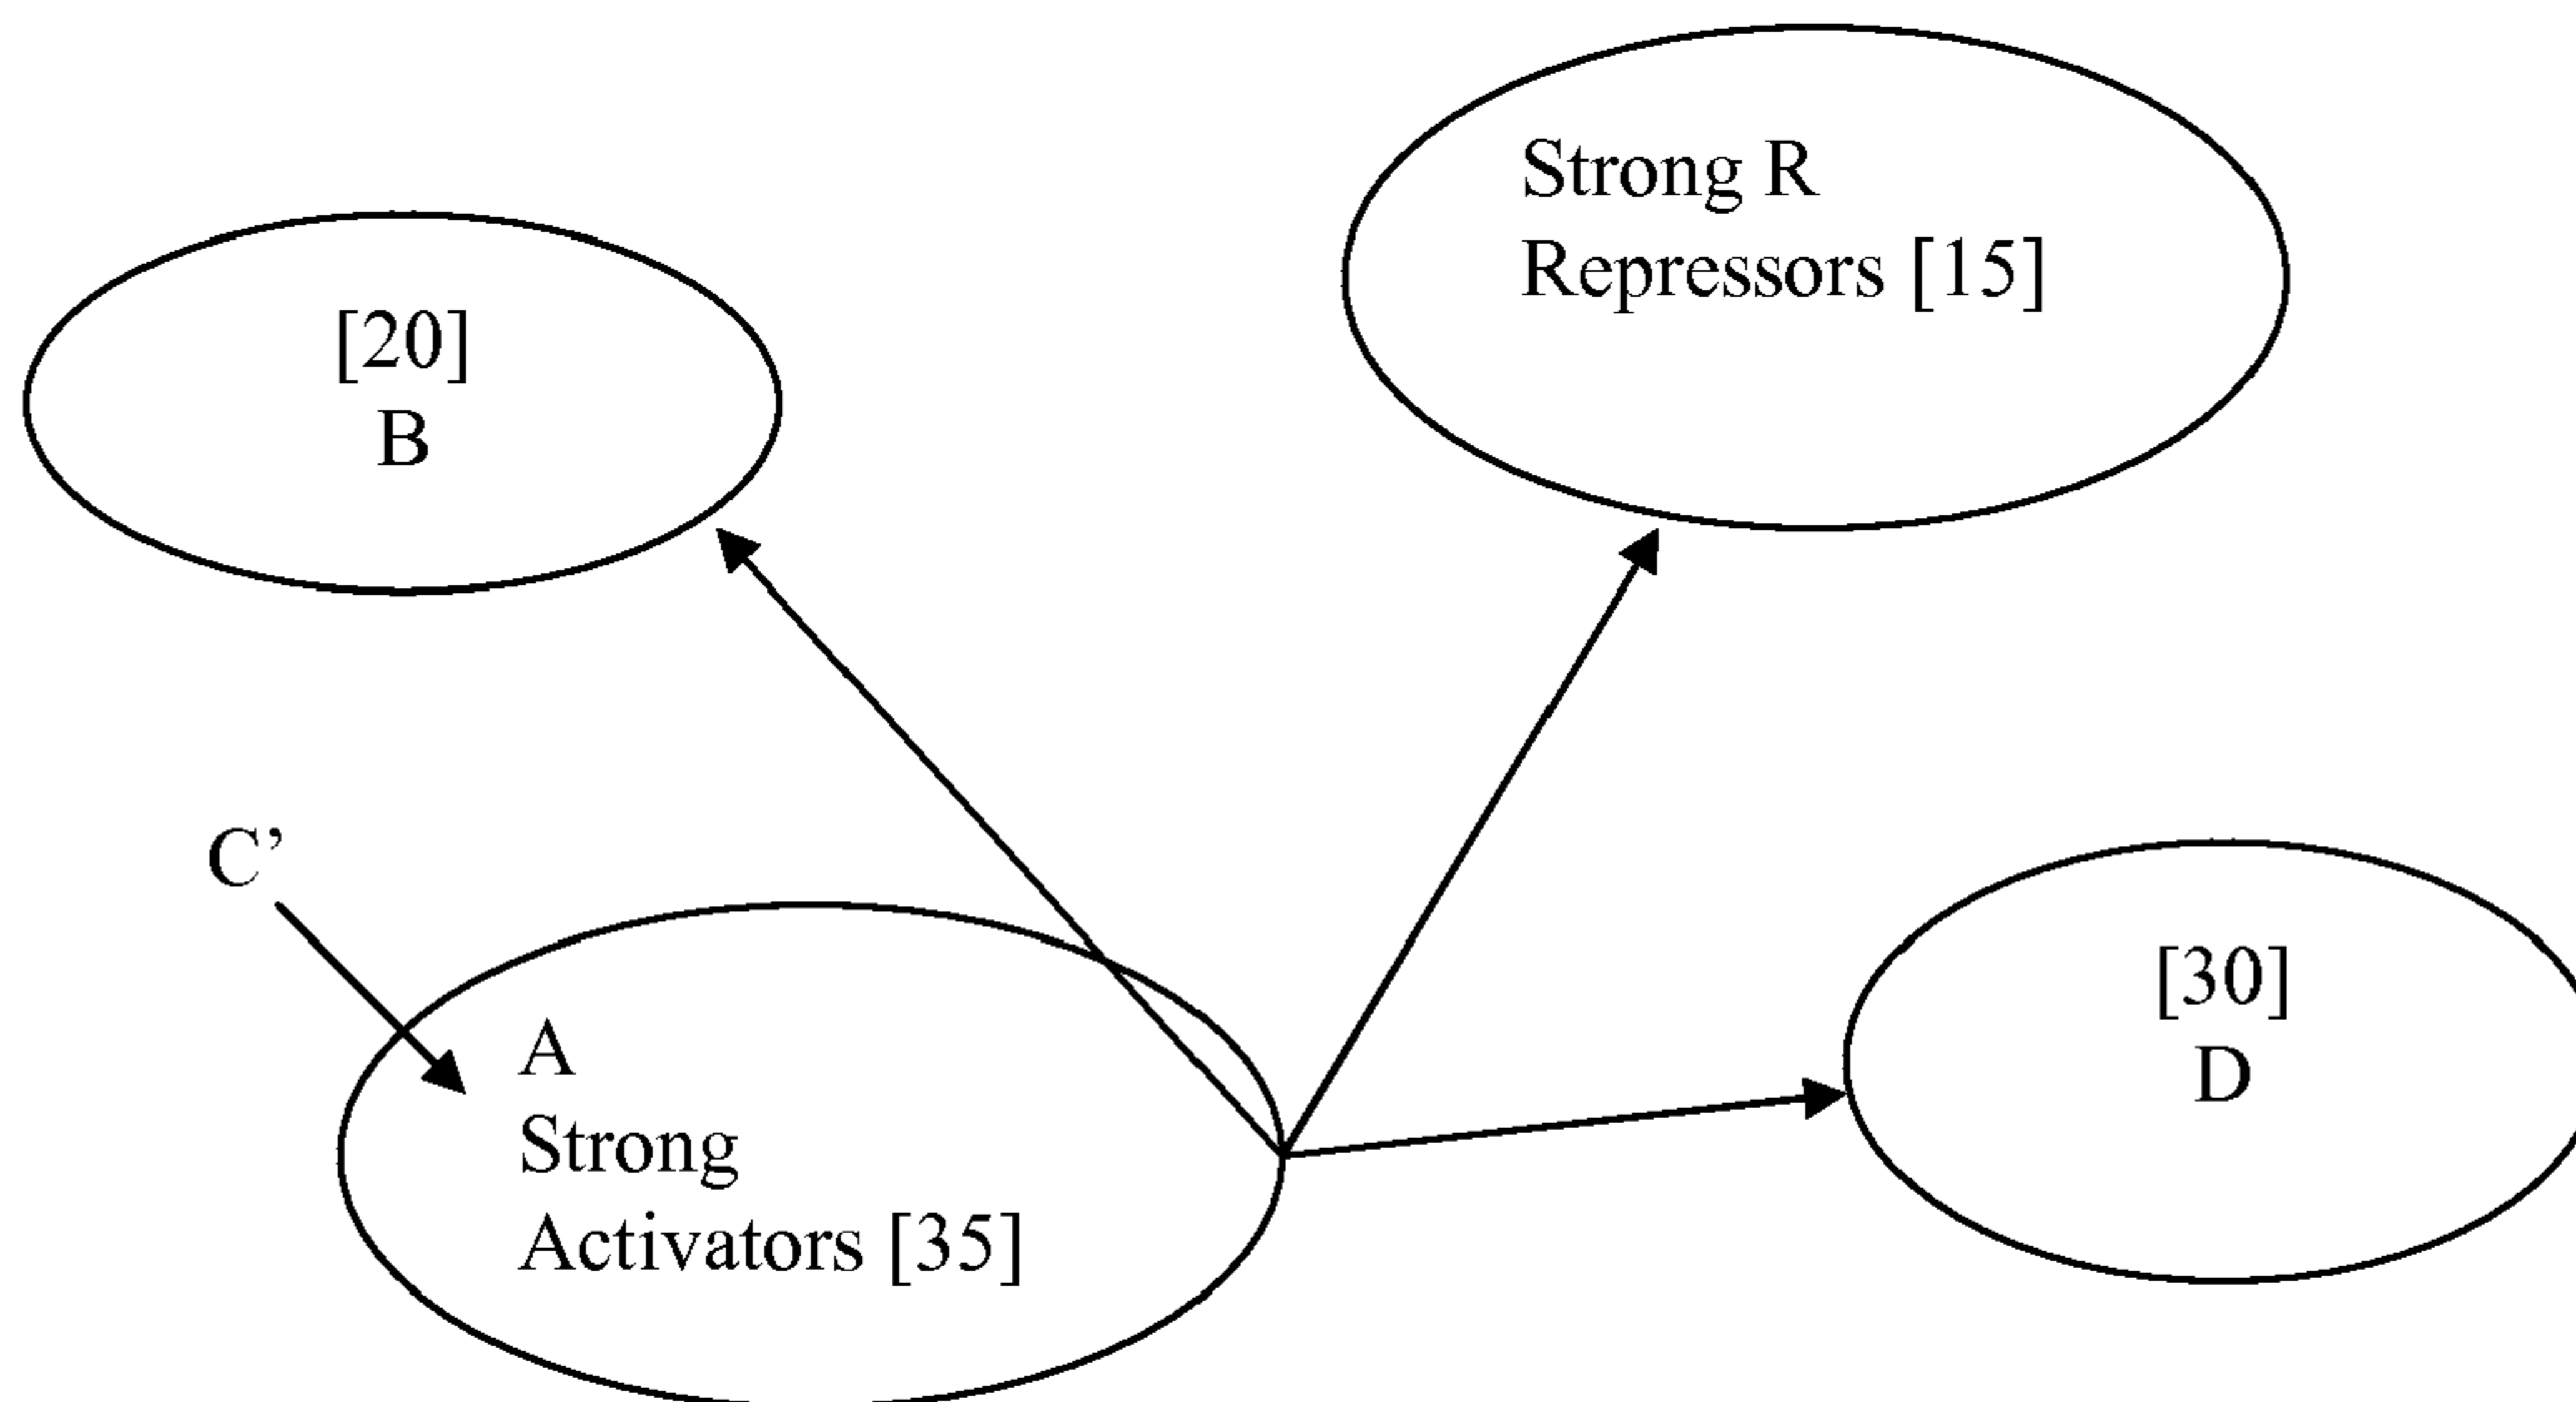 Strong R
Repressors [15]
[20]
B
C’
A
Strong
Activators [35]
[30]
D